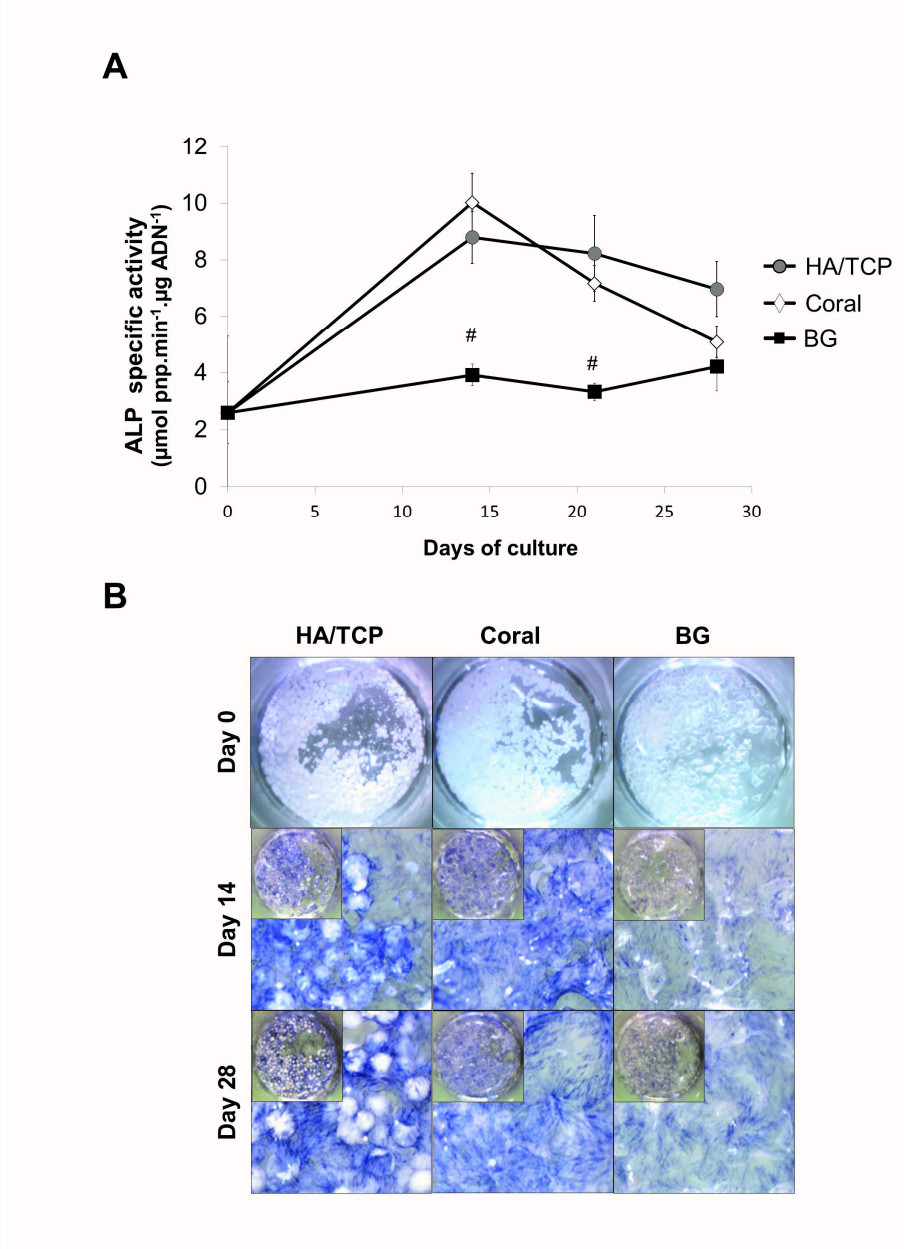 A
12
10
8
6
4
2
0
ALP specific activity
(µmol pnp.min⁻¹.µg ADN⁻¹)
#
#
HA/TCP
Coral
BG
0 5 10 15 20 25 30
Days of culture
B
HA/TCP Coral BG
Day 0
Day 14
Day 28